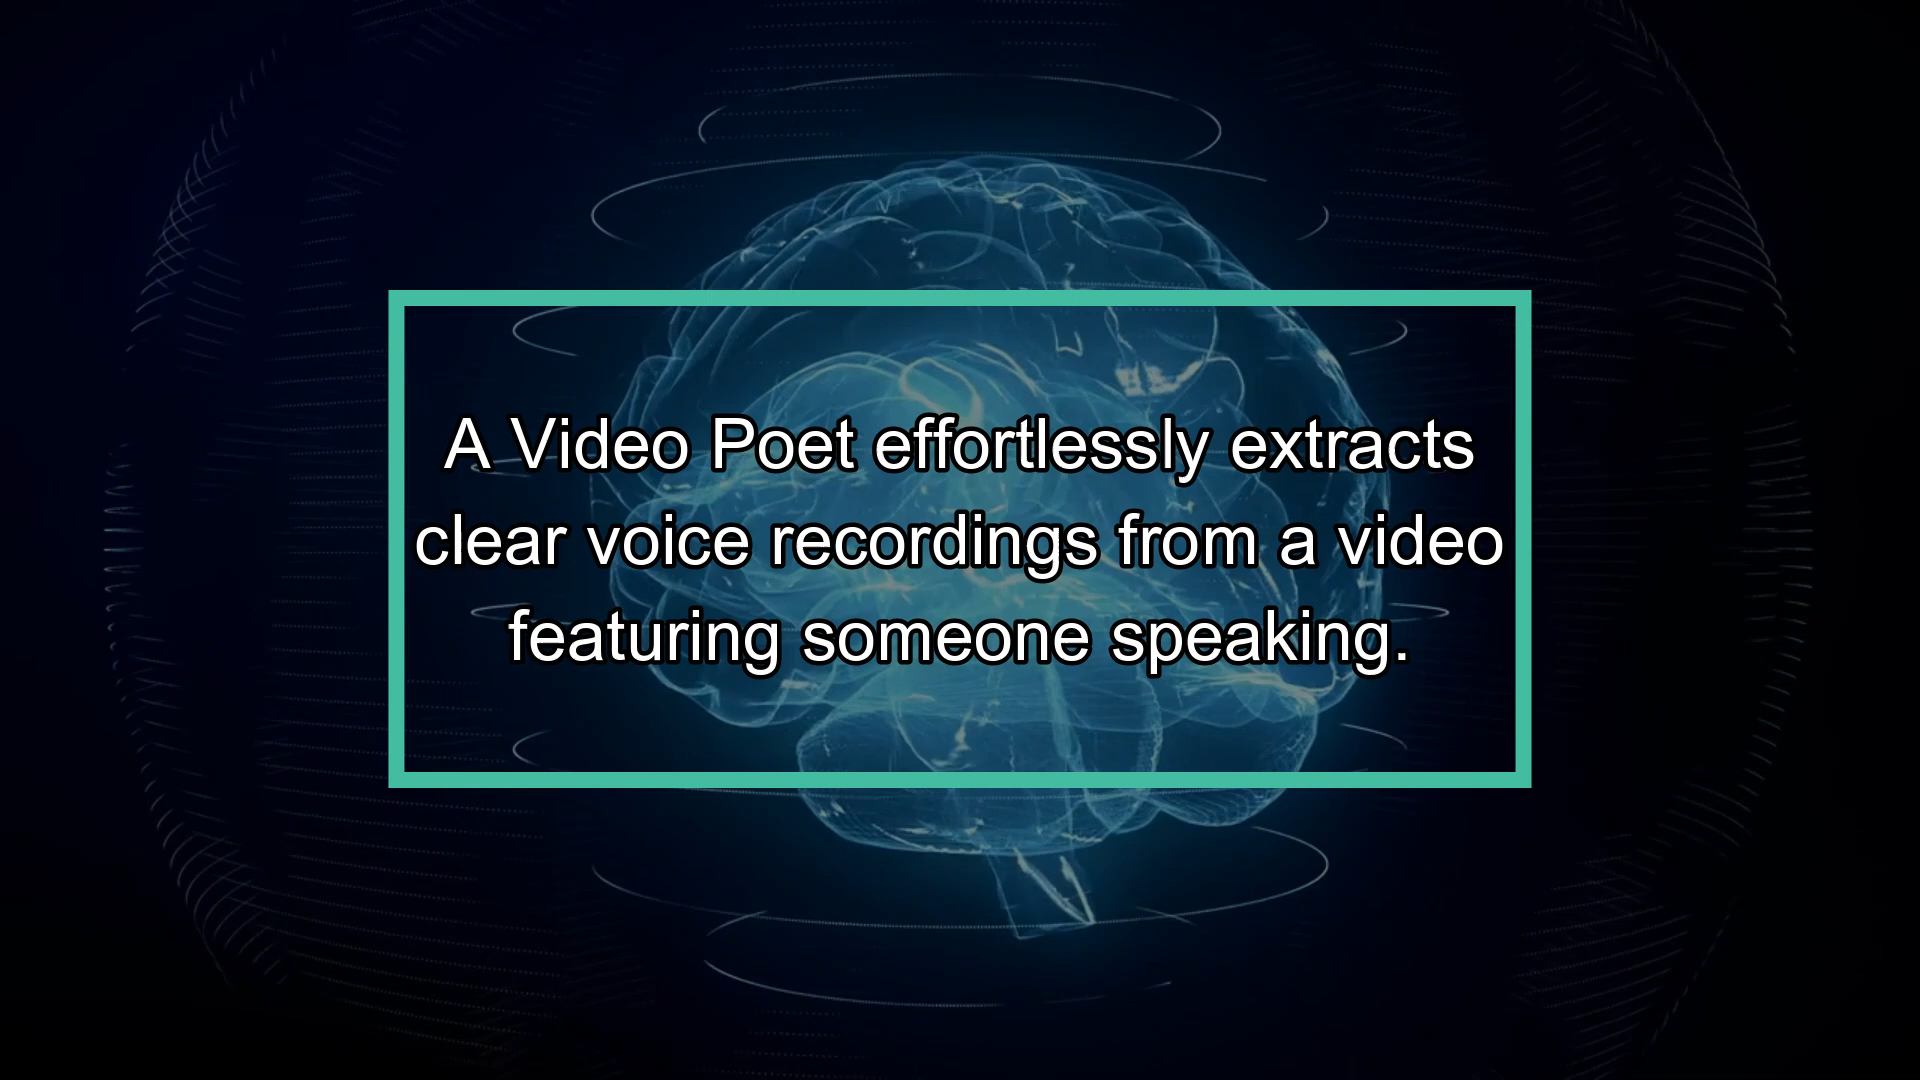 A Video Poet effortlessly extracts
clear voice recordings from a video
featuring someone speaking.